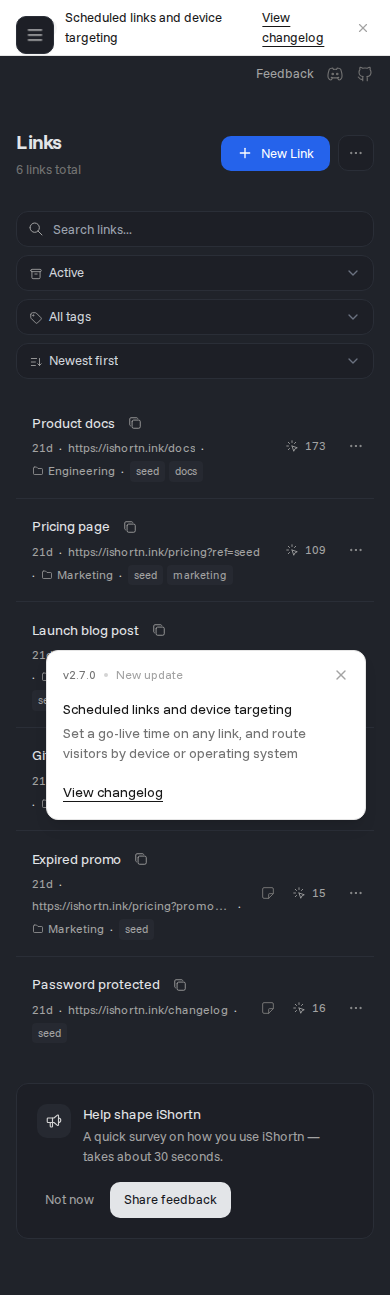 Scheduled links and device targeting
View changelog
Feedback
Links
6 links total
New Link
Search links...
Active
All tags
Newest first
Product docs
21d · https://ishortn.ink/docs ·
173
Engineering · seed docs
Pricing page
21d · https://ishortn.ink/pricing?ref=seed
109
· Marketing · seed marketing
Launch blog post
v2.7.0 • New update
Scheduled links and device targeting
Set a go-live time on any link, and route
visitors by device or operating system
View changelog
Expired promo
21d ·
https://ishortn.ink/pricing?promo... ·
15
Marketing · seed
Password protected
21d · https://ishortn.ink/changelog ·
16
seed
Help shape iShortn
A quick survey on how you use iShortn —
takes about 30 seconds.
Not now
Share feedback